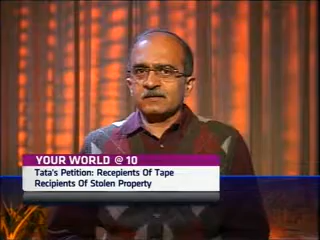 YOUR WORLD @ 10
Tata's Petition: Recepients Of Tape
Recipients Of Stolen Property